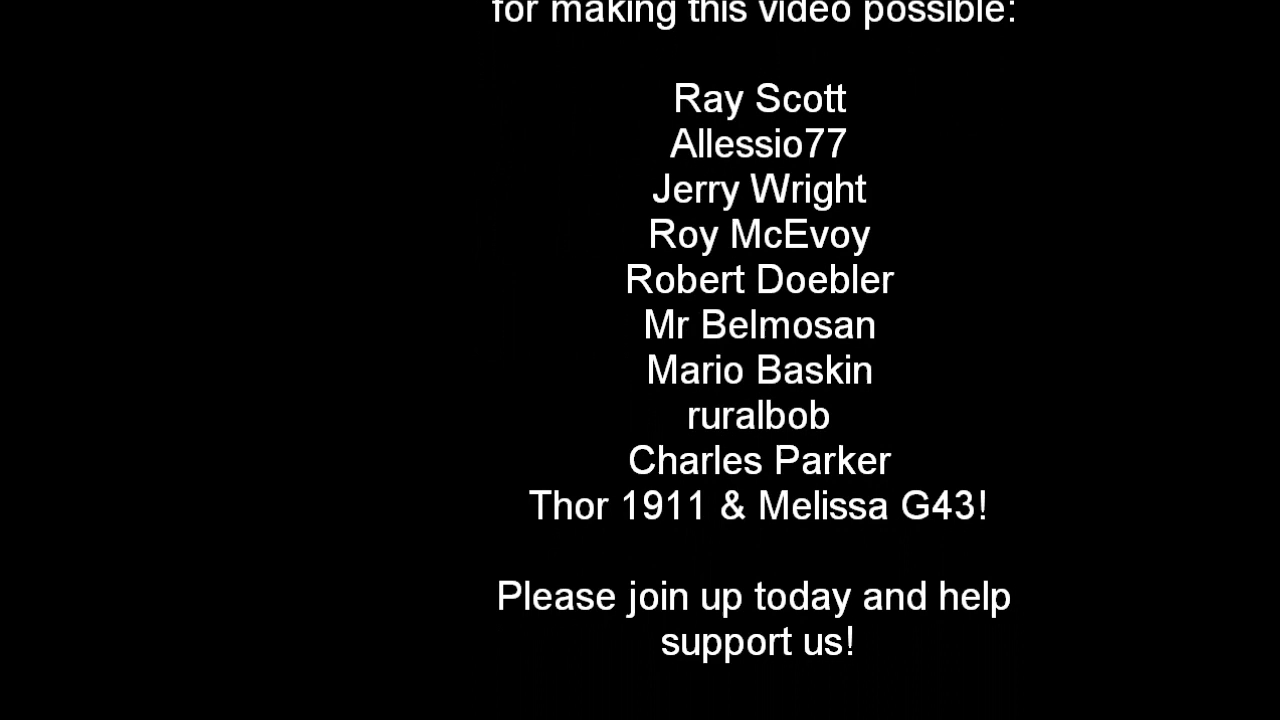 for making this video possible:
Ray Scott
Allessio77
Jerry Wright
Roy McEvoy
Robert Doebler
Mr Belmosan
Mario Baskin
ruralbob
Charles Parker
Thor 1911 & Melissa G43!
Please join up today and help
support us!